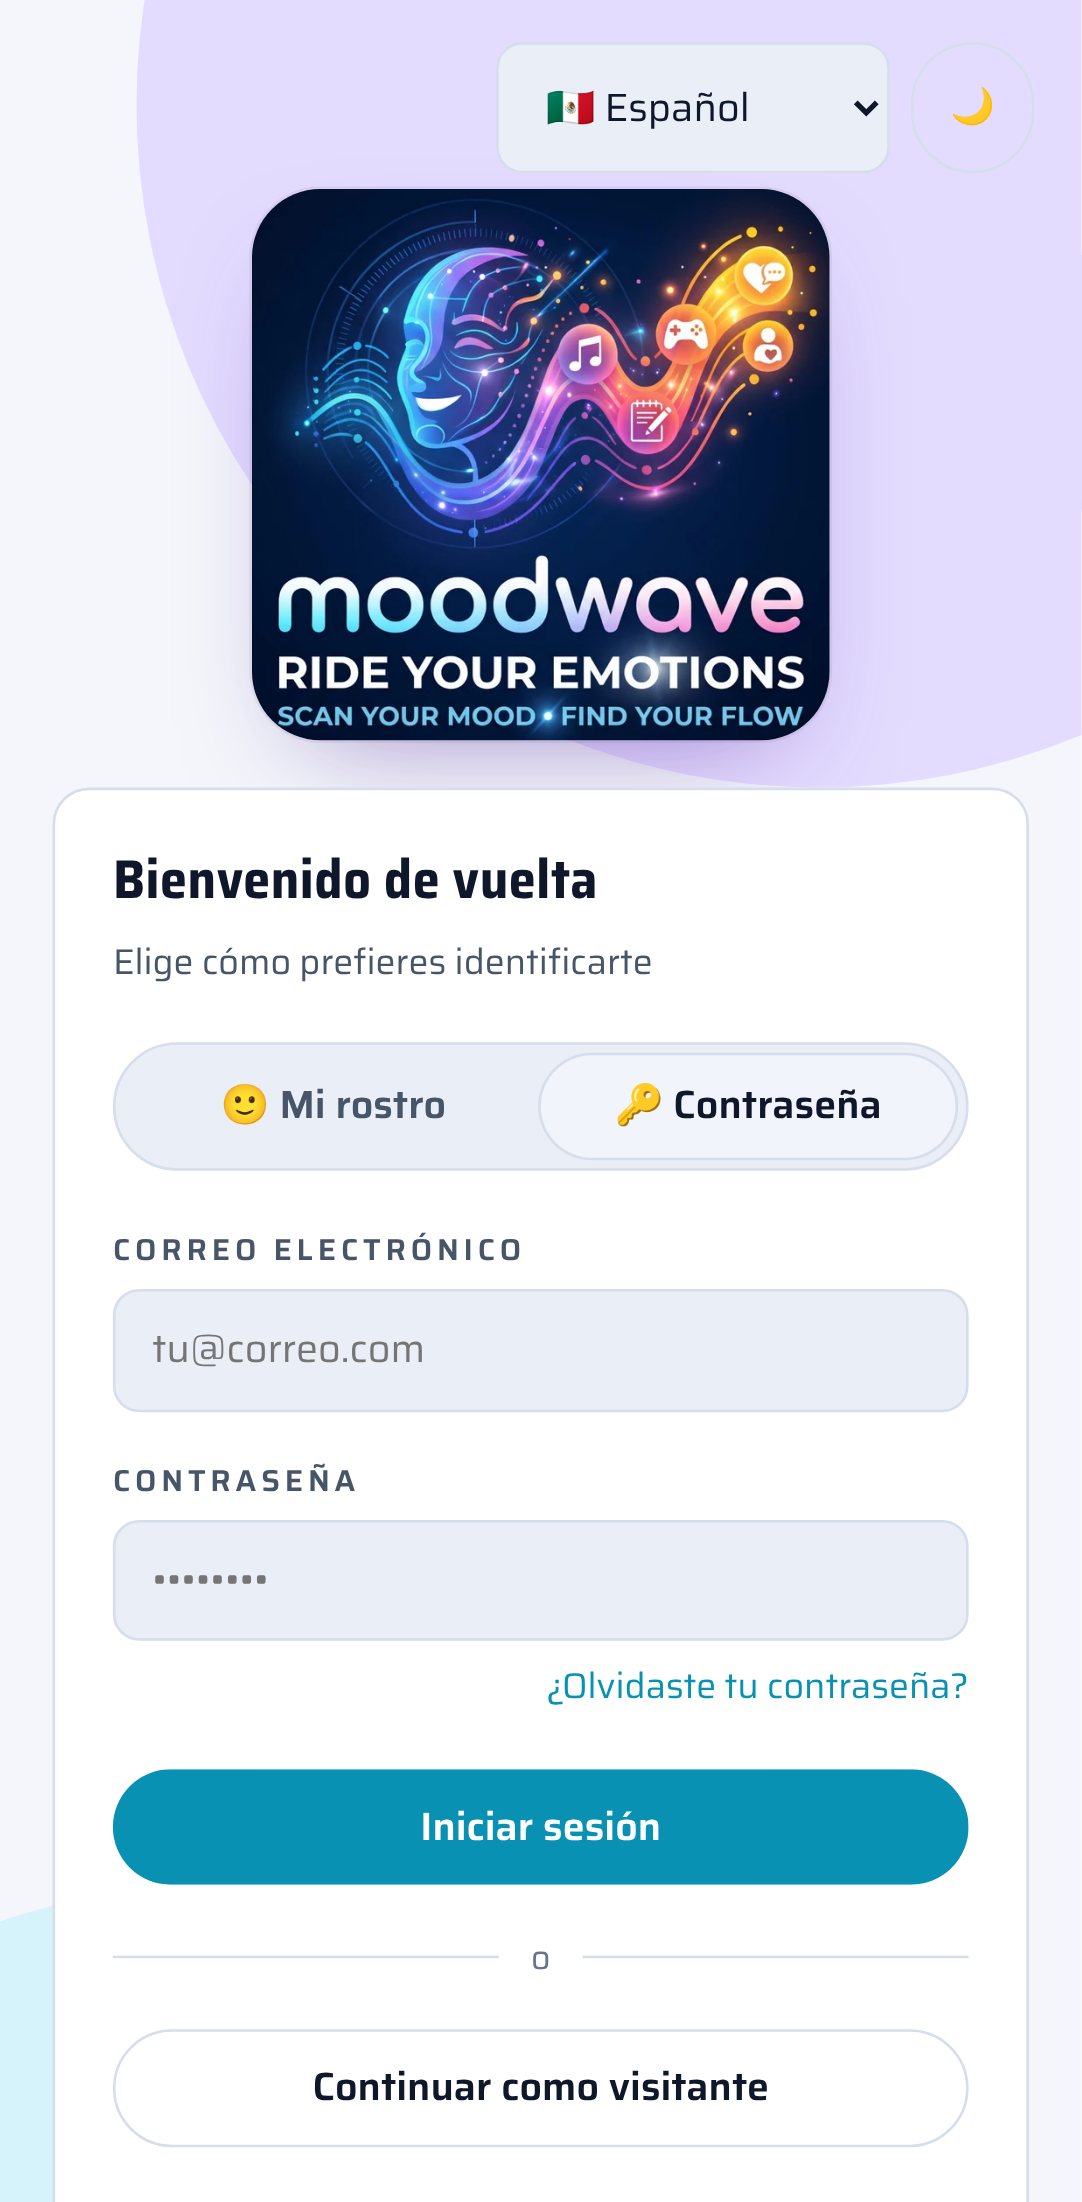 🇲🇽 Español
🌙
moodwave
RIDE YOUR EMOTIONS
SCAN YOUR MOOD • FIND YOUR FLOW
Bienvenido de vuelta
Elige cómo prefieres identificarte
🙂 Mi rostro
🔑 Contraseña
CORREO ELECTRÓNICO
tu@correo.com
CONTRASEÑA
••••••••
¿Olvidaste tu contraseña?
Iniciar sesión
o
Continuar como visitante